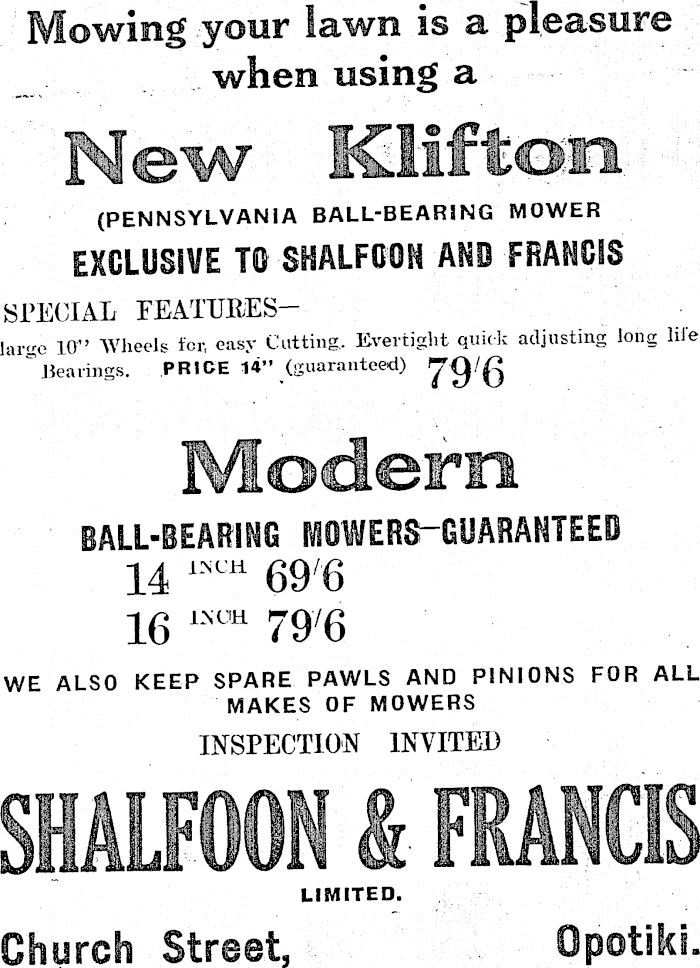 Mowing your lawn is a pleasure
when using a
New Klifton
(PENNSYLVANIA BALL-BEARING MOWER
EXCLUSIVE TO SHALFOON AND FRANCIS
SPECIAL FEATURES—
large 10" Wheels for easy Cutting. Evertight quick adjusting long life
Bearings. PRICE 14" (guaranteed) 79/6
Modern
BALL-BEARING MOWERS—GUARANTEED
14 INCH 69/6
16 INCH 79/6
WE ALSO KEEP SPARE PAWLS AND PINIONS FOR ALL
MAKES OF MOWERS
INSPECTION INVITED
SHALFOON & FRANCIS
LIMITED.
Church Street, Opotiki.